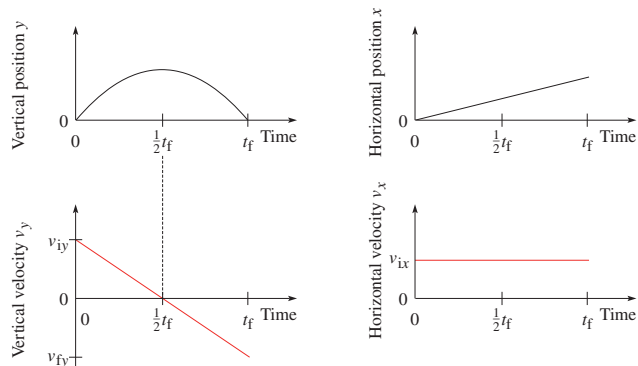 Vertical position y
0
0
½t_f
t_f
Time
Horizontal position x
0
0
½t_f
t_f
Time
Vertical velocity v_y
v_iy
0
v_fy
0
½t_f
t_f
Time
Horizontal velocity v_x
v_ix
0
0
½t_f
t_f
Time